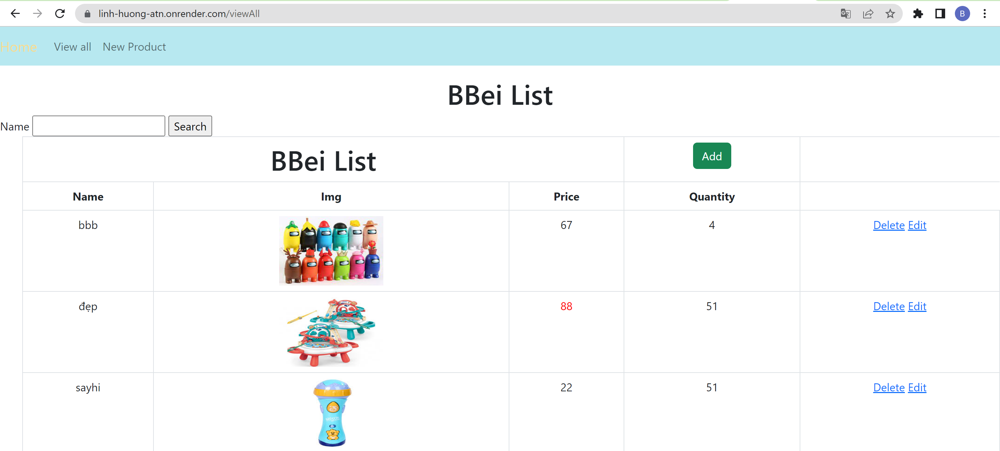 linh-huong-atn.onrender.com/viewAll
B
Home View all New Product
BBei List
Name Search
BBei List Add
Name Img Price Quantity
bbb 67 4 Delete Edit
đẹp 88 51 Delete Edit
sayhi 22 51 Delete Edit